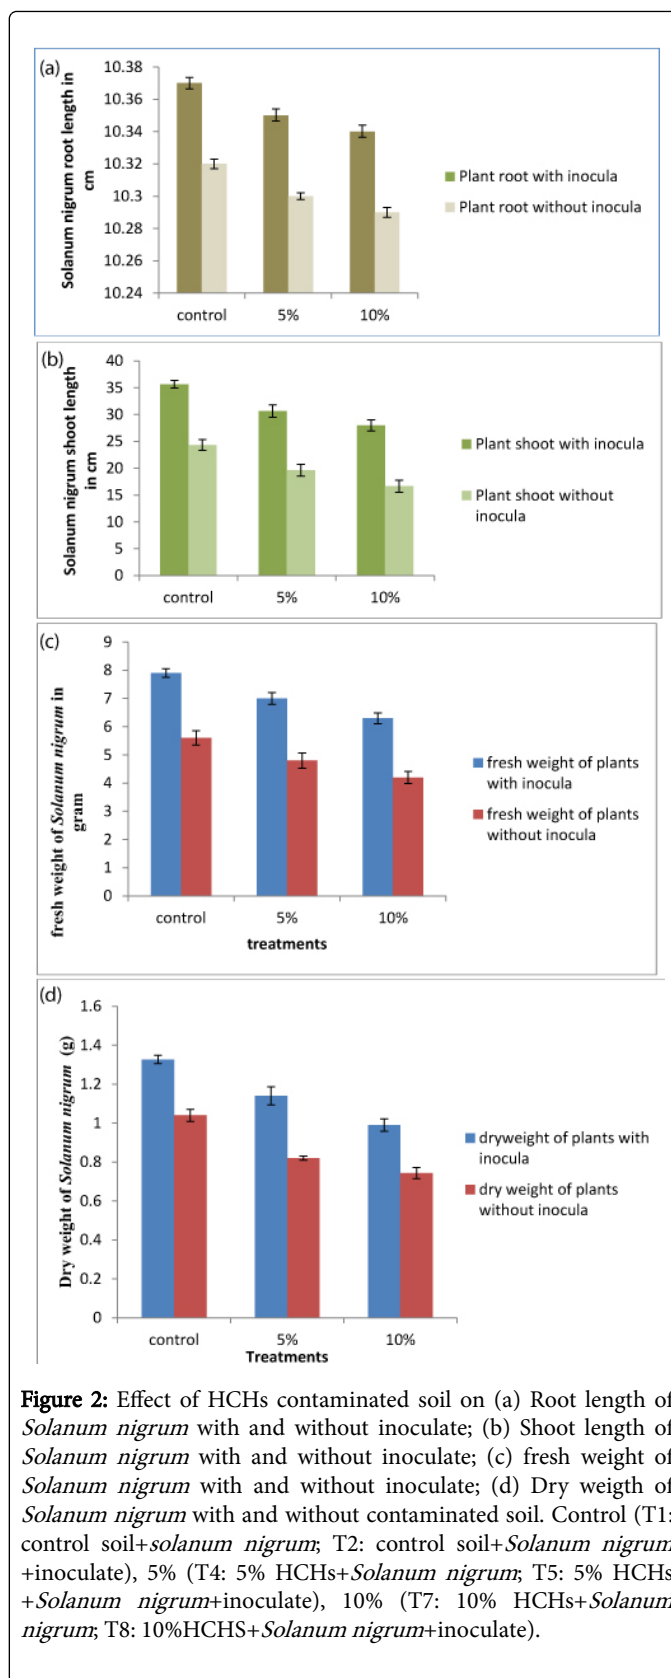 (a)
10.38
10.36
10.34
10.32
10.3
10.28
10.26
10.24
Solanum nigrum root length in
cm
control 5% 10%
Plant root with inocula
Plant root without inocula
(b)
40
35
30
25
20
15
10
5
0
Solanum nigrum shoot length
in cm
control 5% 10%
Plant shoot with inocula
Plant shoot without
inocula
(c)
9
8
7
6
5
4
3
2
1
0
fresh weight of Solanum nigrum in
gram
control 5% 10%
treatments
fresh weight of plants
with inocula
fresh weight of plants
without inocula
(d)
1.6
1.4
1.2
1
0.8
0.6
0.4
0.2
0
Dry weight of Solanum nigrum (g)
control 5% 10%
Treatments
dryweight of plants with
inocula
dry weight of plants
without inocula
Figure 2: Effect of HCHs contaminated soil on (a) Root length of
Solanum nigrum with and without inoculate; (b) Shoot length of
Solanum nigrum with and without inoculate; (c) fresh weight of
Solanum nigrum with and without inoculate; (d) Dry weigth of
Solanum nigrum with and without contaminated soil. Control (T1:
control soil+solanum nigrum; T2: control soil+Solanum nigrum
+inoculate), 5% (T4: 5% HCHs+Solanum nigrum; T5: 5% HCHs
+Solanum nigrum+inoculate), 10% (T7: 10% HCHs+Solanum
nigrum; T8: 10%HCHS+Solanum nigrum+inoculate).